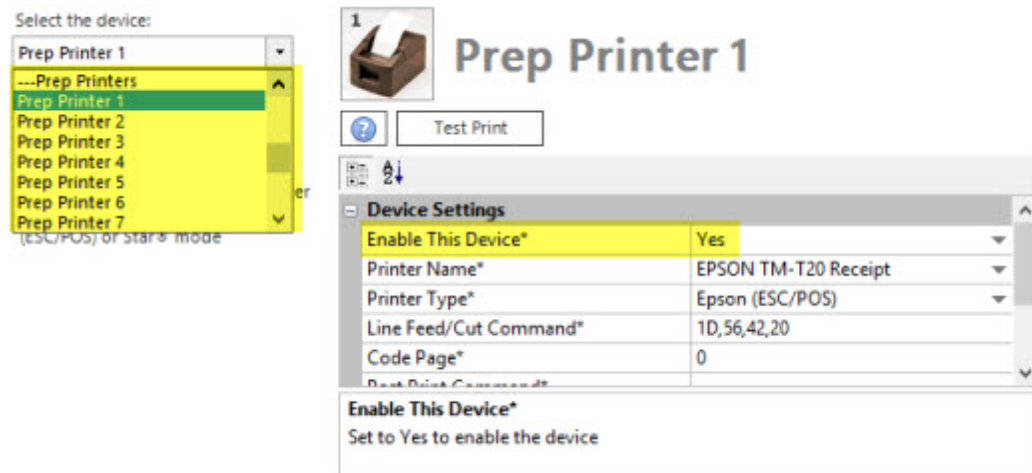 Select the device:
Prep Printer 1
---Prep Printers
Prep Printer 1
Prep Printer 2
Prep Printer 3
Prep Printer 4
Prep Printer 5
Prep Printer 6
Prep Printer 7
er
(ESC/POS) or Star® mode
1
Prep Printer 1
Test Print
Device Settings
Enable This Device* Yes
Printer Name* EPSON TM-T20 Receipt
Printer Type* Epson (ESC/POS)
Line Feed/Cut Command* 1D,56,42,20
Code Page* 0
Post Print Command*
Enable This Device*
Set to Yes to enable the device